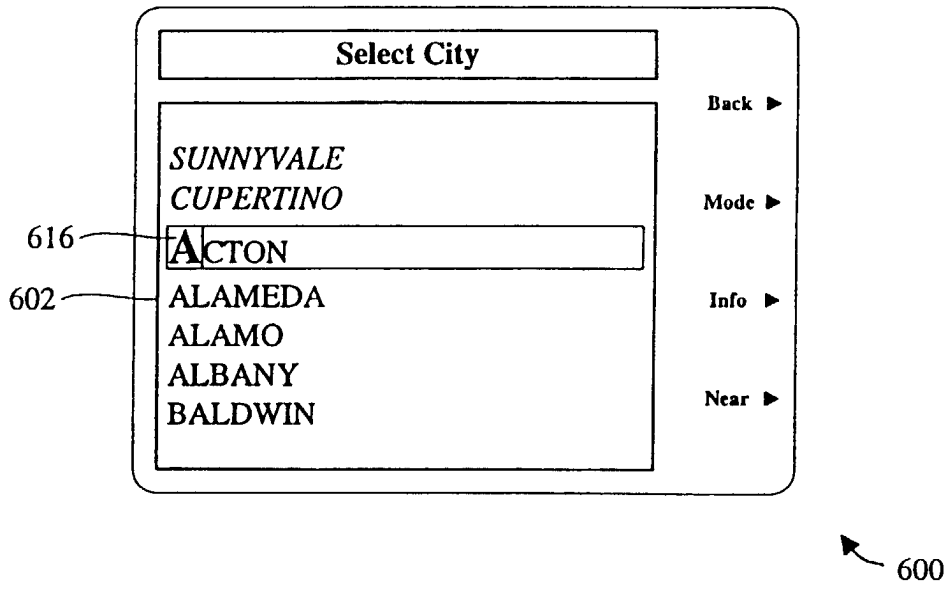 Select City
Back ►
SUNNYVALE
CUPERTINO
Mode ►
616
ACTON
602
ALAMEDA
Info ►
ALAMO
ALBANY
Near ►
BALDWIN
600